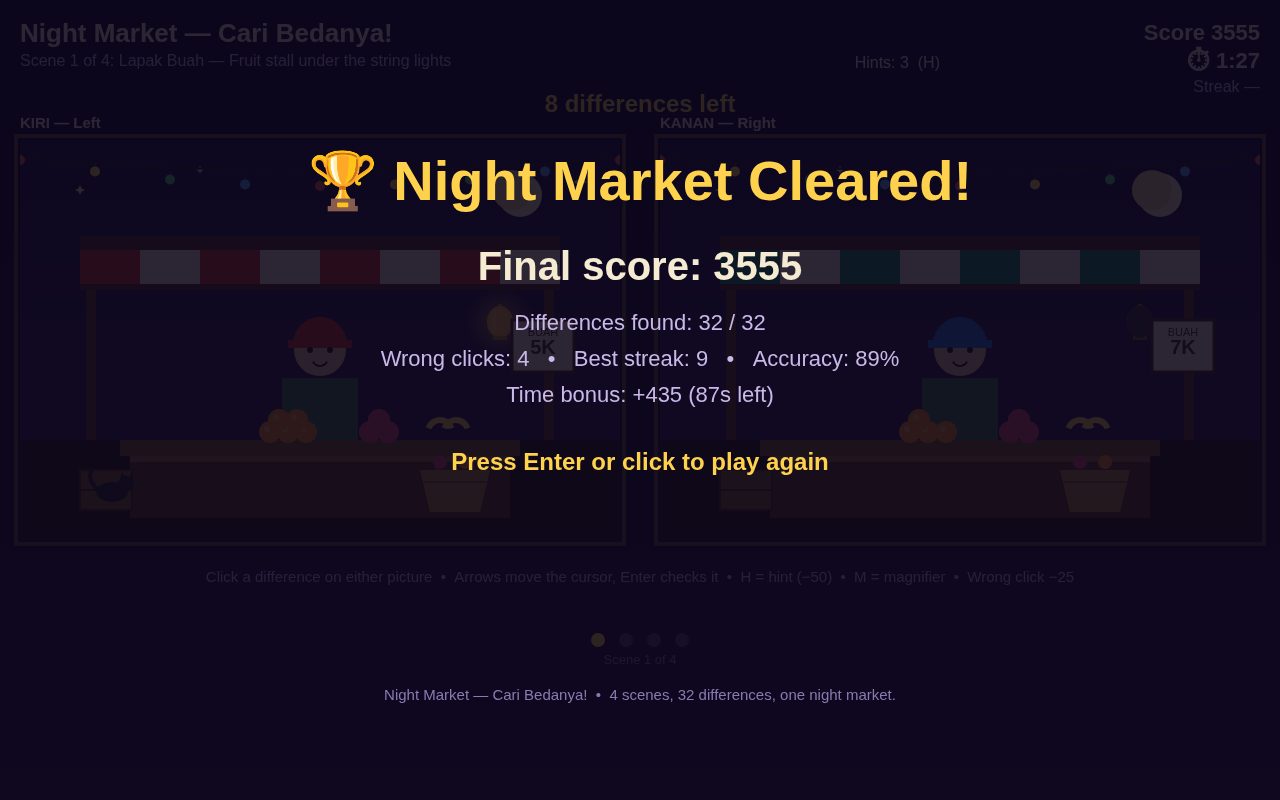 Night Market — Cari Bedanya!
Score 3555
Scene 1 of 4: Lapak Buah — Fruit stall under the string lights
Hints: 3 (H)
⏱ 1:27
Streak —
8 differences left
KIRI — Left
KANAN — Right
🏆 Night Market Cleared!
Final score: 3555
Differences found: 32 / 32
BUAH
5K
BUAH
7K
Wrong clicks: 4 • Best streak: 9 • Accuracy: 89%
Time bonus: +435 (87s left)
Press Enter or click to play again
Click a difference on either picture • Arrows move the cursor, Enter checks it • H = hint (−50) • M = magnifier • Wrong click −25
Scene 1 of 4
Night Market — Cari Bedanya! • 4 scenes, 32 differences, one night market.